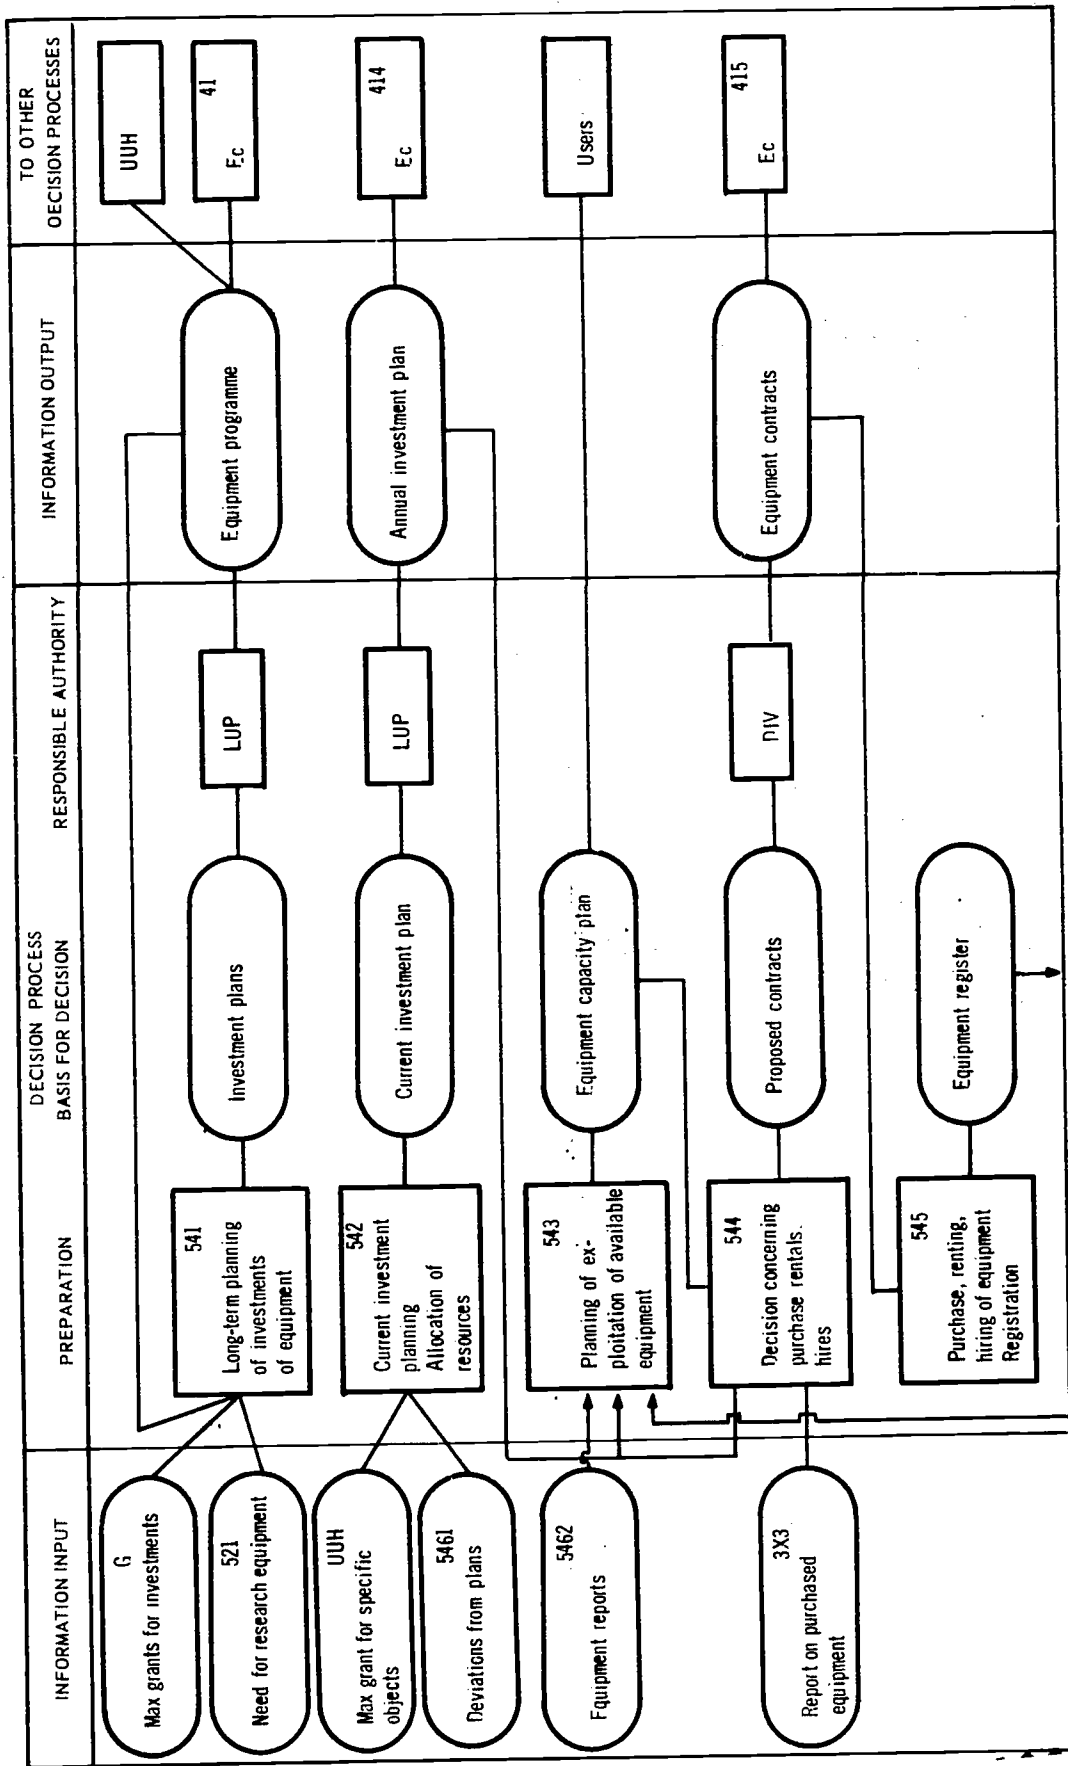 INFORMATION INPUT
PREPARATION
DECISION PROCESS
BASIS FOR DECISION
RESPONSIBLE AUTHORITY
INFORMATION OUTPUT
TO OTHER
DECISION PROCESSES
G
Max grants for investments
521
Need for research equipment
541
Long-term planning
of investments
of equipment
Investment plans
LUP
Equipment programme
UUH
41
Ec
UUH
Max grant for specific
objects
5461
Deviations from plans
542
Current investment
planning
Allocation of
resources
Current investment plan
LUP
Annual investment plan
414
Ec
5462
Equipment reports
543
Planning of ex-
ploitation of available
equipment
Equipment capacity plan
Users
3X3
Report on purchased
equipment
544
Decision concerning
purchase rentals.
hires
Proposed contracts
DIV
Equipment contracts
415
Ec
545
Purchase, renting,
hiring of equipment
Registration
Equipment register